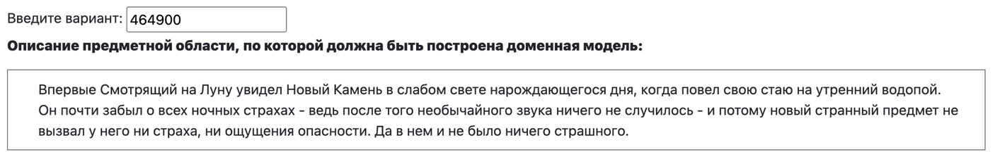 Введите вариант: 464900
Описание предметной области, по которой должна быть построена доменная модель:
Впервые Смотрящий на Луну увидел Новый Камень в слабом свете нарождающегося дня, когда повел свою стаю на утренний водопой.
Он почти забыл о всех ночных страхах - ведь после того необычайного звука ничего не случилось - и потому новый странный предмет не
вызвал у него ни страха, ни ощущения опасности. Да в нем и не было ничего страшного.